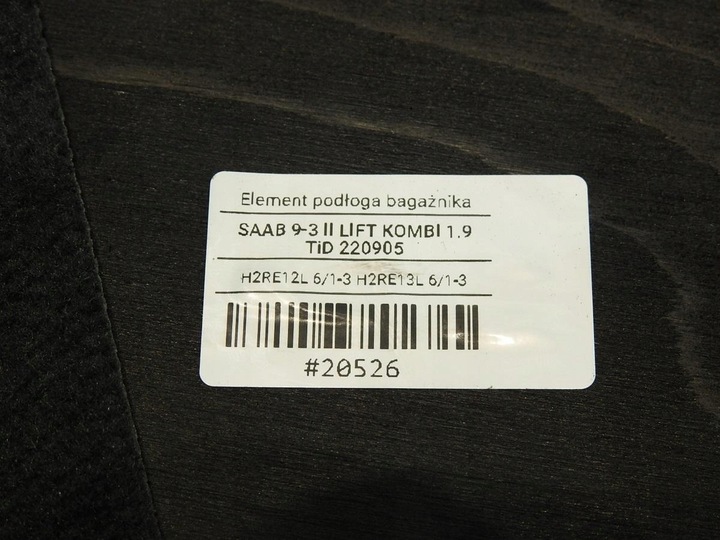 Element podłoga bagażnika
SAAB 9-3 II LIFT KOMBI 1.9
TiD 220905
H2RE12L 6/1-3 H2RE13L 6/1-3
#20526